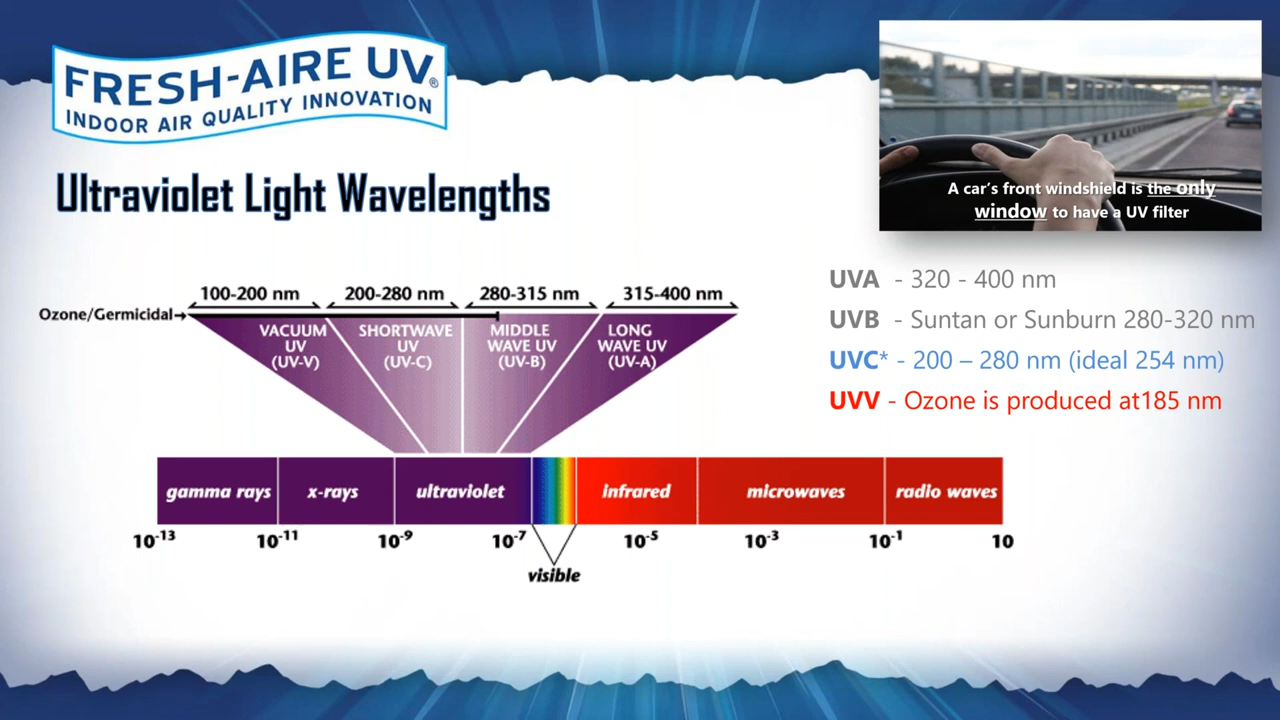 FRESH-AIRE UV®
INDOOR AIR QUALITY INNOVATION
Ultraviolet Light Wavelengths
A car's front windshield is the only
window to have a UV filter
UVA - 320 - 400 nm
UVB - Suntan or Sunburn 280-320 nm
UVC* - 200 – 280 nm (ideal 254 nm)
UVV - Ozone is produced at185 nm
100-200 nm 200-280 nm 280-315 nm 315-400 nm
Ozone/Germicidal→
VACUUM
UV
(UV-V)
SHORTWAVE
UV
(UV-C)
MIDDLE
WAVE UV
(UV-B)
LONG
WAVE UV
(UV-A)
gamma rays x-rays ultraviolet infrared microwaves radio waves
10⁻¹³ 10⁻¹¹ 10⁻⁹ 10⁻⁷ 10⁻⁵ 10⁻³ 10⁻¹ 10
visible